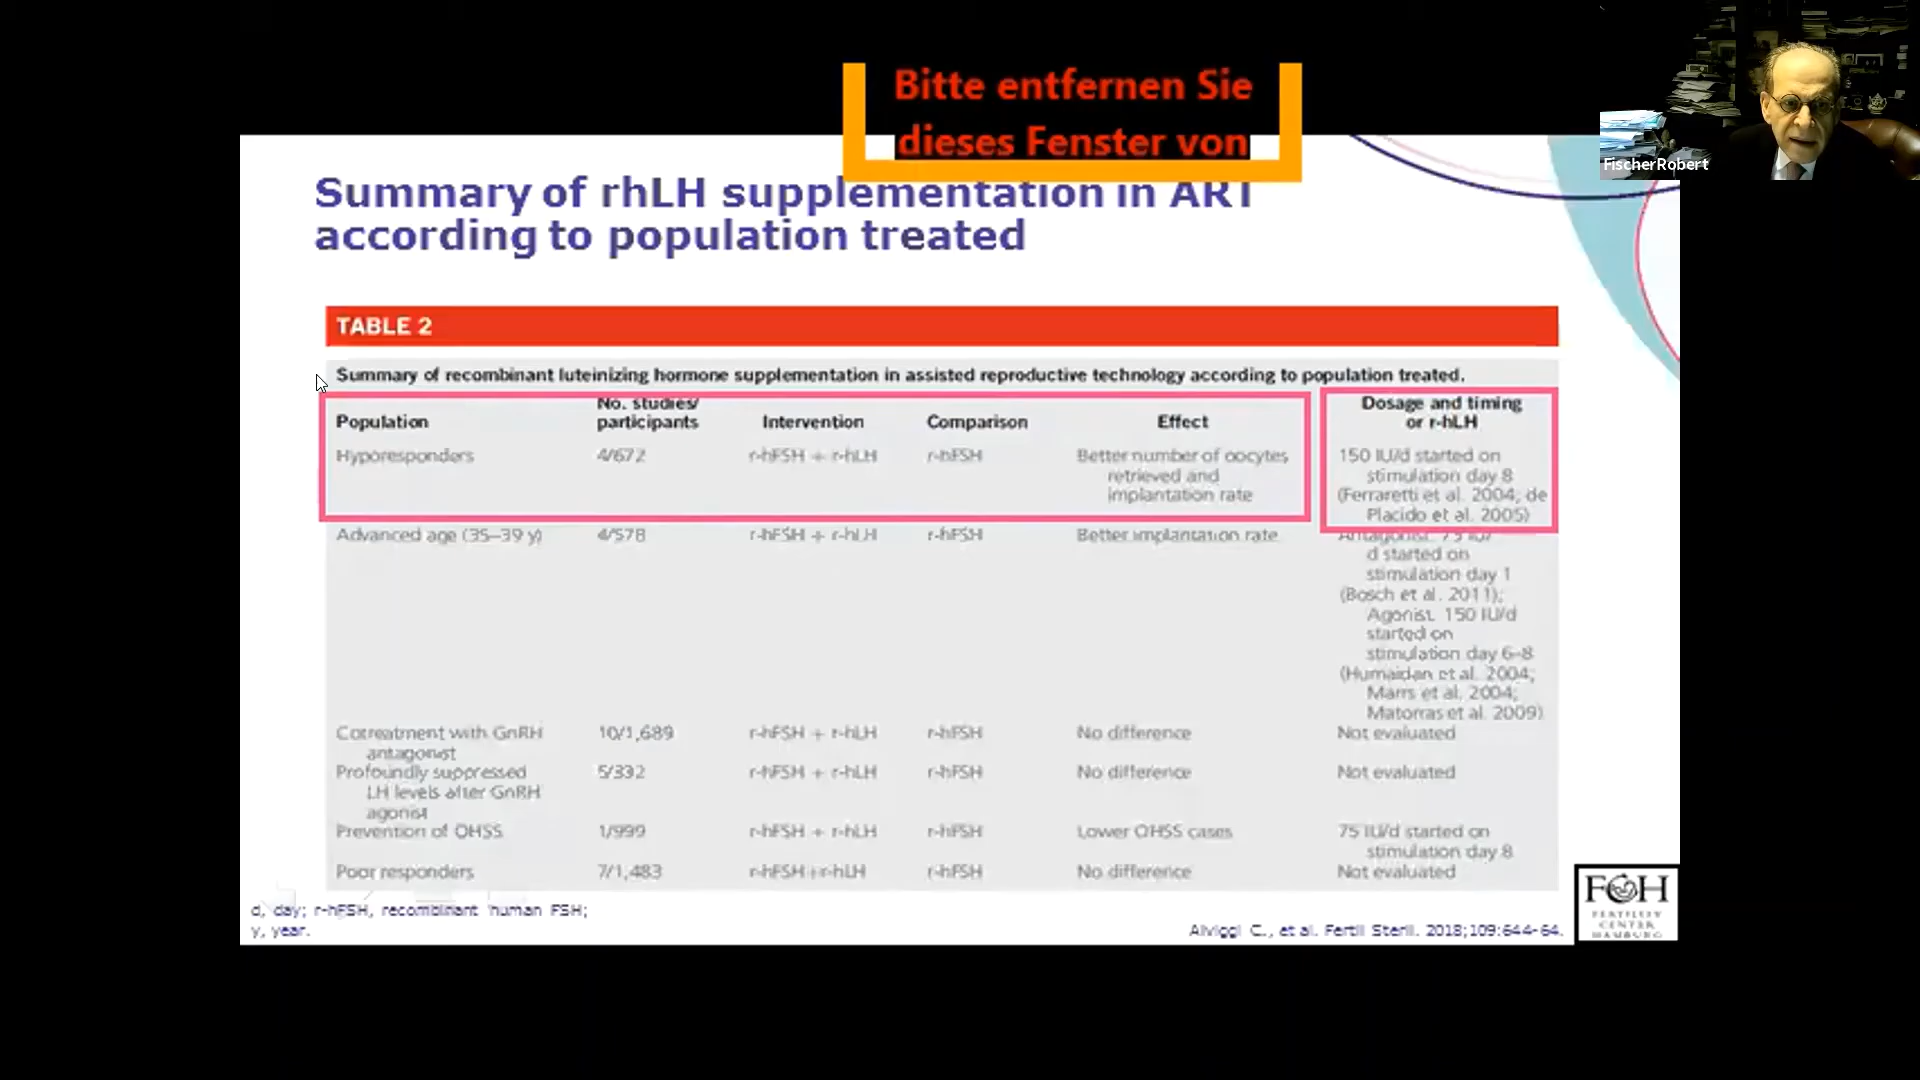 Bitte entfernen Sie
dieses Fenster von
FischerRobert
Summary of rhLH supplementation in ART
according to population treated
TABLE 2
Summary of recombinant luteinizing hormone supplementation in assisted reproductive technology according to population treated.
Population No. studies/ participants Intervention Comparison Effect Dosage and timing or r-hLH
Hyporesponders 4/672 r-hFSH + r-hLH r-hFSH Better number of oocytes 150 IU/d started on
retrieved and stimulation day 8
implantation rate (Ferraretti et al. 2004; de
Placido et al. 2005)
Advanced age (35–39 y) 4/578 r-hFSH + r-hLH r-hFSH Better implantation rate Antagonist. 75 IU/
d started on
stimulation day 1
(Bosch et al. 2011);
Agonist. 150 IU/d
started on
stimulation day 6–8
(Humaidan et al. 2004;
Marrs et al. 2004;
Matorras et al. 2009)
Cotreatment with GnRH 10/1,689 r-hFSH + r-hLH r-hFSH No difference Not evaluated
antagonist
Profoundly suppressed 5/332 r-hFSH + r-hLH r-hFSH No difference Not evaluated
LH levels after GnRH
agonist
Prevention of OHSS 1/999 r-hFSH + r-hLH r-hFSH Lower OHSS cases 75 IU/d started on
stimulation day 8
Poor responders 7/1,483 r-hFSH+r-hLH r-hFSH No difference Not evaluated
d, day; r-hFSH, recombinant human FSH;
y, year.
Alviggi C., et al. Fertil Steril. 2018;109:644-64.
FCH
FERTILITY
CENTER
HAMBURG